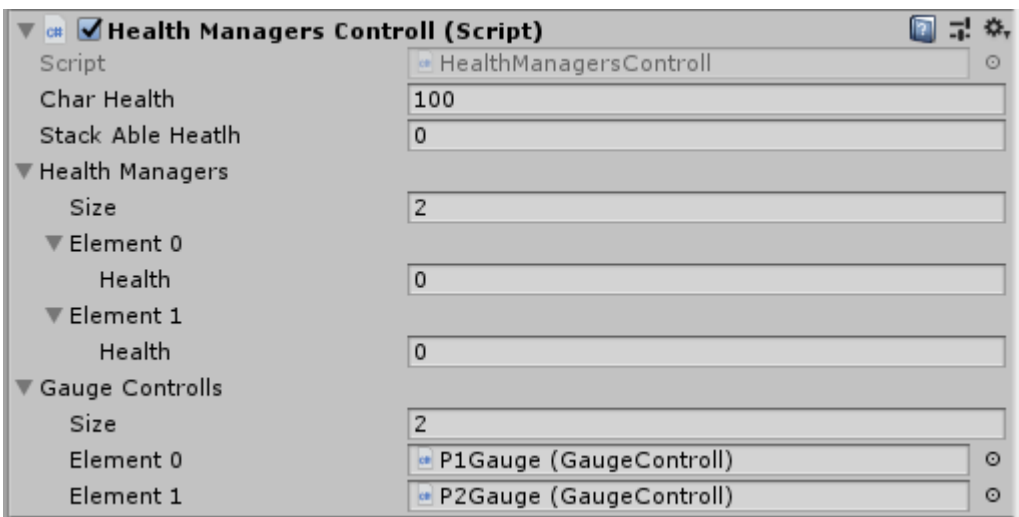 Health Managers Controll (Script)
Script HealthManagersControll
Char Health 100
Stack Able Heatlh 0
Health Managers
Size 2
Element 0
Health 0
Element 1
Health 0
Gauge Controlls
Size 2
Element 0 P1Gauge (GaugeControll)
Element 1 P2Gauge (GaugeControll)